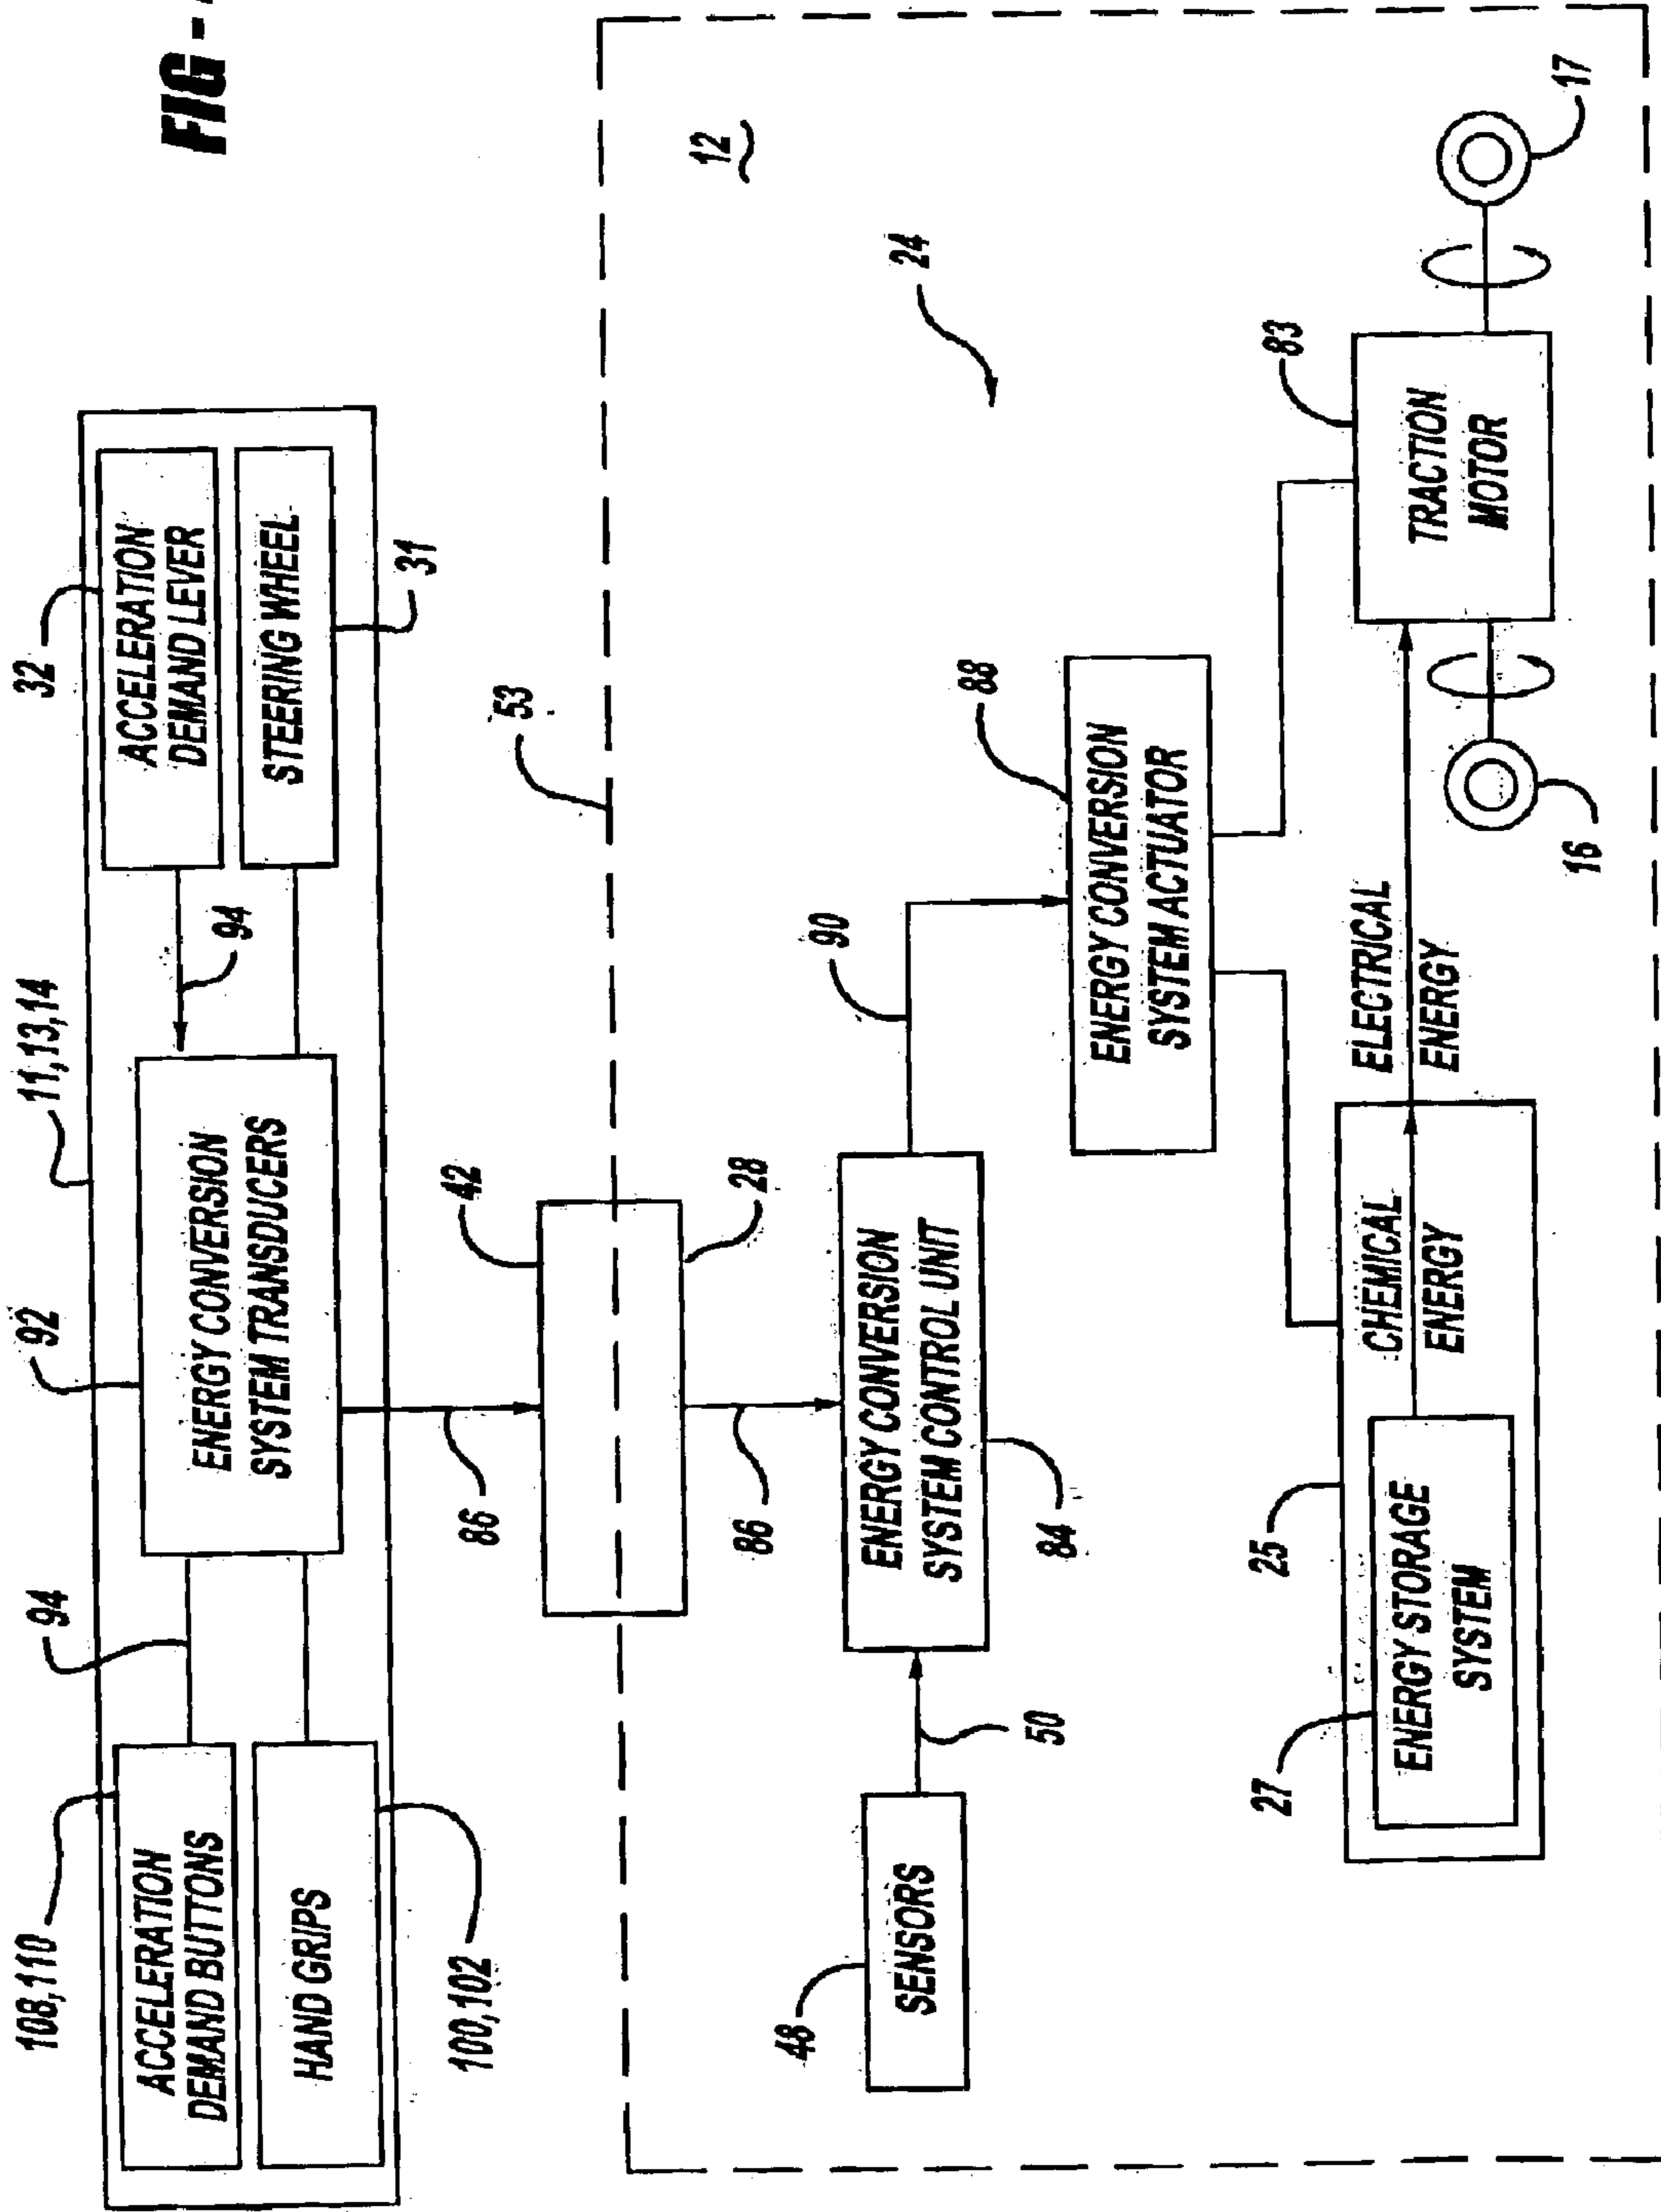 FIG -
11,13,14
108,110
ACCELERATION
DEMAND BUTTONS
HAND GRIPS
100,102
94
92
ENERGY CONVERSION
SYSTEM TRANSDUCERS
94
32
ACCELERATION
DEMAND LEVER
STEERING WHEEL
31
86
42
53
28
86
12
24
48
SENSORS
50
ENERGY CONVERSION
SYSTEM CONTROL UNIT
84
90
88
ENERGY CONVERSION
SYSTEM ACTUATOR
25
27
ENERGY STORAGE
SYSTEM
CHEMICAL
ENERGY
ELECTRICAL
ENERGY
83
TRACTION
MOTOR
16
17